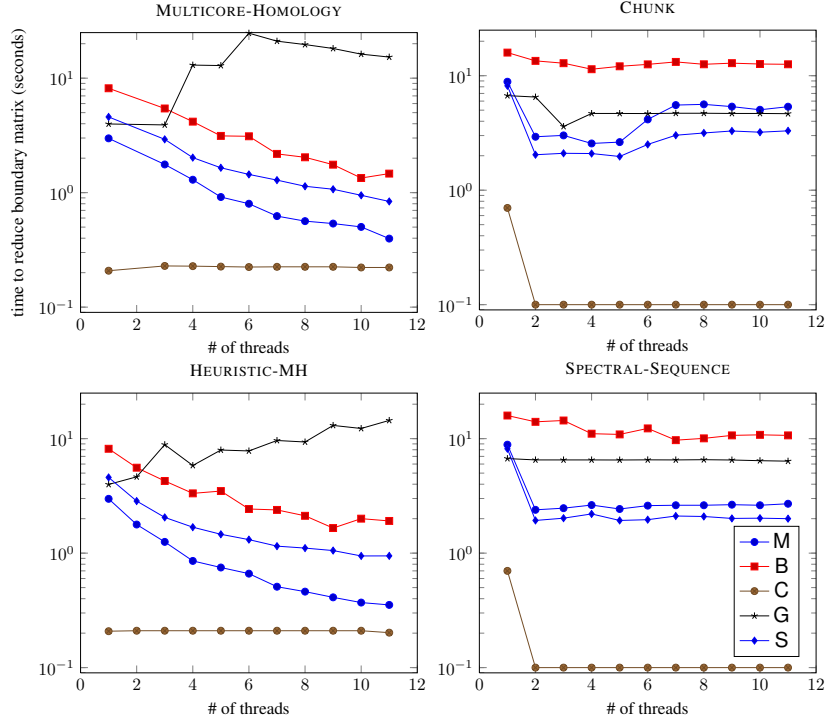 MULTICORE-HOMOLOGY
time to reduce boundary matrix (seconds)
10^1
10^0
10^−1
0 2 4 6 8 10 12
# of threads
CHUNK
10^1
10^0
10^−1
0 2 4 6 8 10 12
# of threads
HEURISTIC-MH
10^1
10^0
10^−1
0 2 4 6 8 10 12
# of threads
SPECTRAL-SEQUENCE
10^1
10^0
10^−1
0 2 4 6 8 10 12
# of threads
M
B
C
G
S